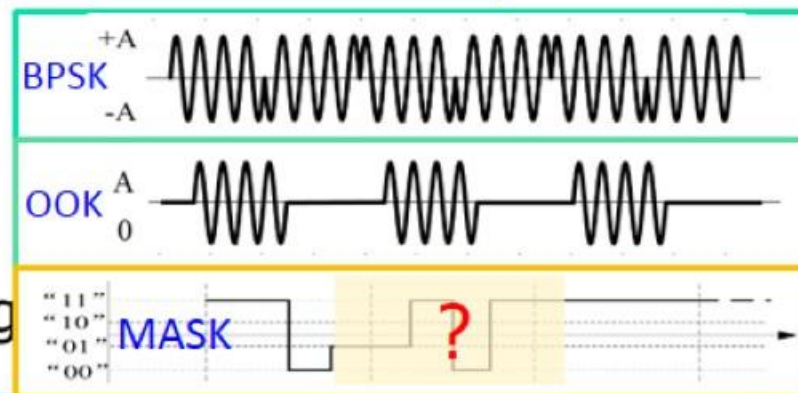 +A
BPSK
-A
A
OOK
0
g
"11"
"10"
MASK
"01"
"00"
?